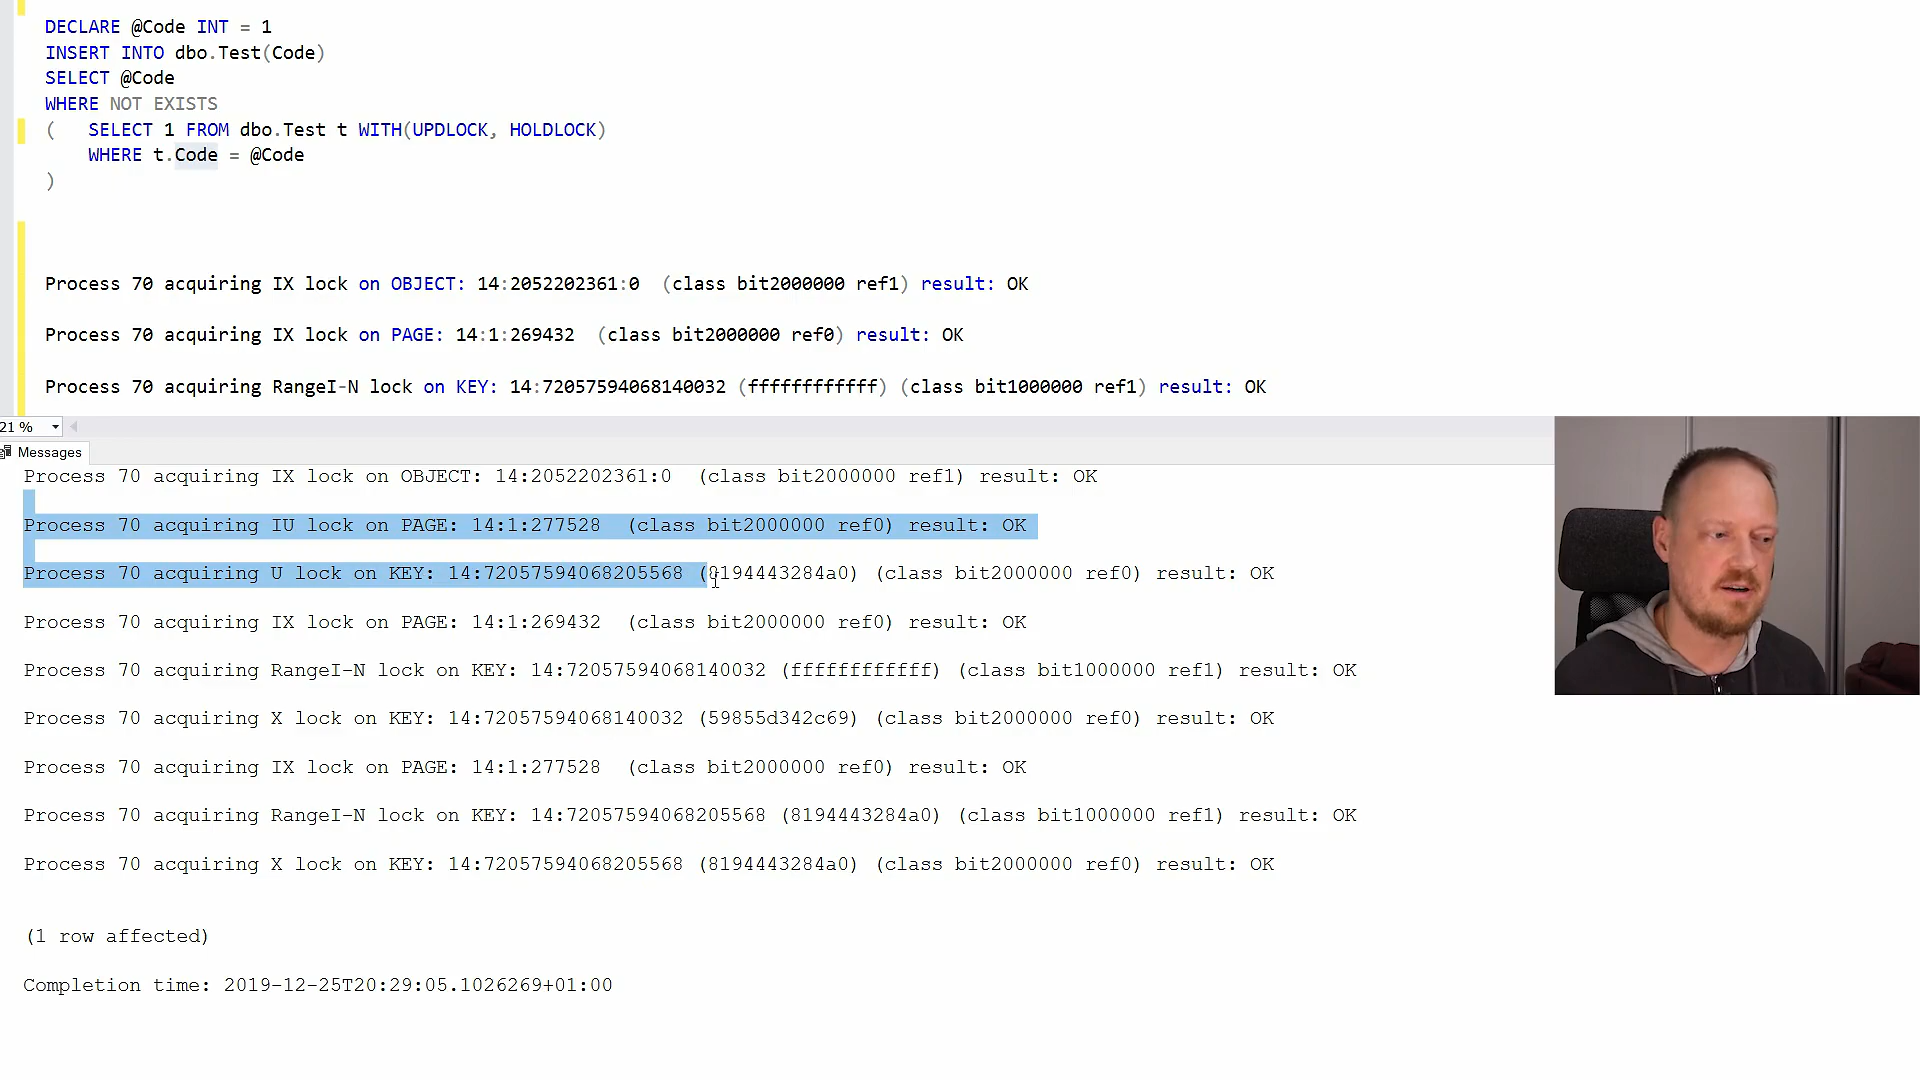 DECLARE @Code INT = 1
INSERT INTO dbo.Test(Code)
SELECT @Code
WHERE NOT EXISTS
( SELECT 1 FROM dbo.Test t WITH(UPDLOCK, HOLDLOCK)
WHERE t.Code = @Code
)
Process 70 acquiring IX lock on OBJECT: 14:2052202361:0 (class bit2000000 ref1) result: OK
Process 70 acquiring IX lock on PAGE: 14:1:269432 (class bit2000000 ref0) result: OK
Process 70 acquiring RangeI-N lock on KEY: 14:72057594068140032 (ffffffffffff) (class bit1000000 ref1) result: OK
21 %
Messages
Process 70 acquiring IX lock on OBJECT: 14:2052202361:0 (class bit2000000 ref1) result: OK
Process 70 acquiring IU lock on PAGE: 14:1:277528 (class bit2000000 ref0) result: OK
Process 70 acquiring U lock on KEY: 14:72057594068205568 (8194443284a0) (class bit2000000 ref0) result: OK
Process 70 acquiring IX lock on PAGE: 14:1:269432 (class bit2000000 ref0) result: OK
Process 70 acquiring RangeI-N lock on KEY: 14:72057594068140032 (ffffffffffff) (class bit1000000 ref1) result: OK
Process 70 acquiring X lock on KEY: 14:72057594068140032 (59855d342c69) (class bit2000000 ref0) result: OK
Process 70 acquiring IX lock on PAGE: 14:1:277528 (class bit2000000 ref0) result: OK
Process 70 acquiring RangeI-N lock on KEY: 14:72057594068205568 (8194443284a0) (class bit1000000 ref1) result: OK
Process 70 acquiring X lock on KEY: 14:72057594068205568 (8194443284a0) (class bit2000000 ref0) result: OK
(1 row affected)
Completion time: 2019-12-25T20:29:05.1026269+01:00